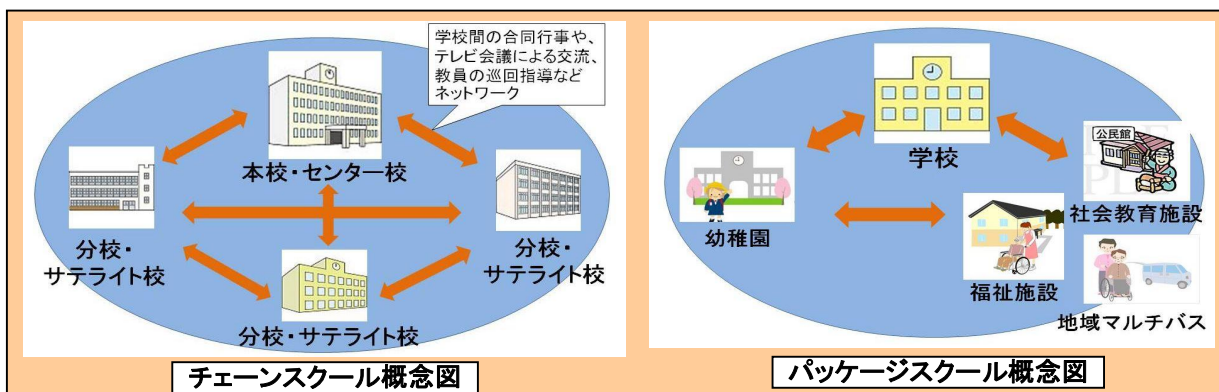 学校間の合同行事や、
テレビ会議による交流、
教員の巡回指導など
ネットワーク
本校・センター校
分校・
サテライト校
分校・
サテライト校
分校・サテライト校
チェーンスクール概念図
学校
公民館
幼稚園
社会教育施設
福祉施設
地域マルチバス
パッケージスクール概念図